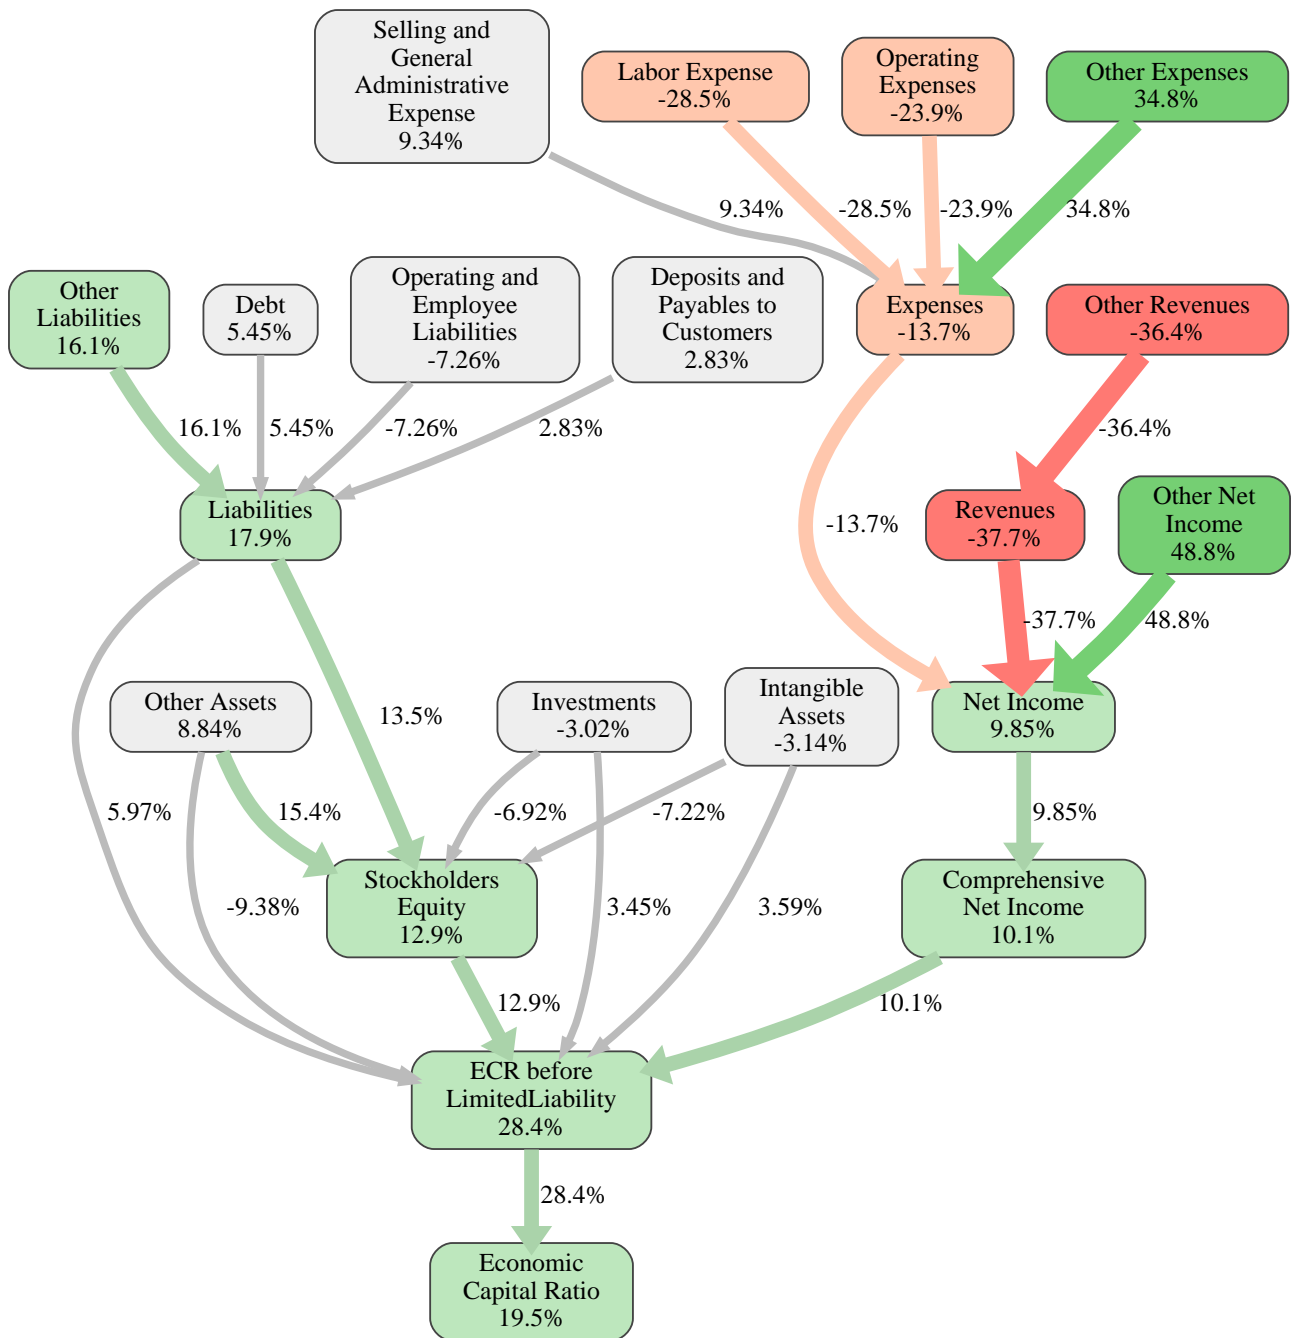 Selling and
General
Administrative
Expense
9.34%
Labor Expense
-28.5%
Operating
Expenses
-23.9%
Other Expenses
34.8%
9.34%
-28.5%
-23.9%
34.8%
Other
Liabilities
16.1%
Debt
5.45%
Operating and
Employee
Liabilities
-7.26%
Deposits and
Payables to
Customers
2.83%
Expenses
-13.7%
Other Revenues
-36.4%
16.1%
5.45%
-7.26%
2.83%
-36.4%
Liabilities
17.9%
-13.7%
Revenues
-37.7%
Other Net
Income
48.8%
-37.7%
48.8%
Other Assets
8.84%
13.5%
Investments
-3.02%
Intangible
Assets
-3.14%
Net Income
9.85%
5.97%
15.4%
-6.92%
-7.22%
9.85%
-9.38%
Stockholders
Equity
12.9%
3.45%
3.59%
Comprehensive
Net Income
10.1%
12.9%
10.1%
ECR before
LimitedLiability
28.4%
28.4%
Economic
Capital Ratio
19.5%